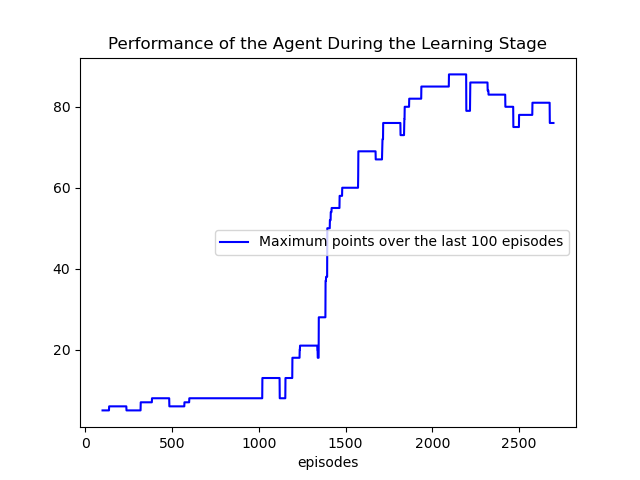 Performance of the Agent During the Learning Stage
80
60
Maximum points over the last 100 episodes
40
20
0 500 1000 1500 2000 2500
episodes